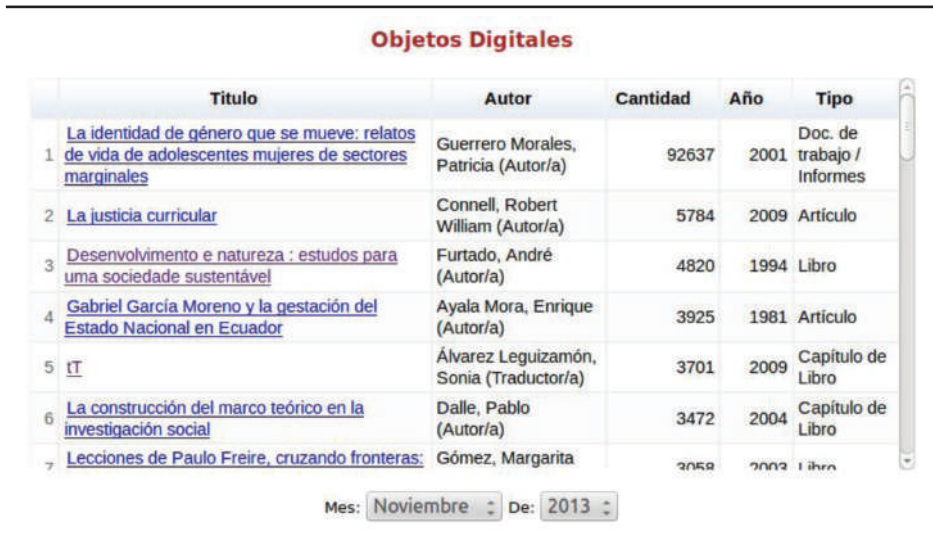 Objetos Digitales
Titulo Autor Cantidad Año Tipo
1 La identidad de género que se mueve: relatos de vida de adolescentes mujeres de sectores marginales Guerrero Morales, Patricia (Autor/a) 92637 2001 Doc. de trabajo / Informes
2 La justicia curricular Connell, Robert William (Autor/a) 5784 2009 Artículo
3 Desenvolvimento e natureza : estudos para uma sociedade sustentável Furtado, André (Autor/a) 4820 1994 Libro
4 Gabriel García Moreno y la gestación del Estado Nacional en Ecuador Ayala Mora, Enrique (Autor/a) 3925 1981 Artículo
5 tT Álvarez Leguizamón, Sonia (Traductor/a) 3701 2009 Capítulo de Libro
6 La construcción del marco teórico en la investigación social Dalle, Pablo (Autor/a) 3472 2004 Capítulo de Libro
7 Lecciones de Paulo Freire, cruzando fronteras: Gómez, Margarita 3058 2003 Libro
Mes: Noviembre De: 2013